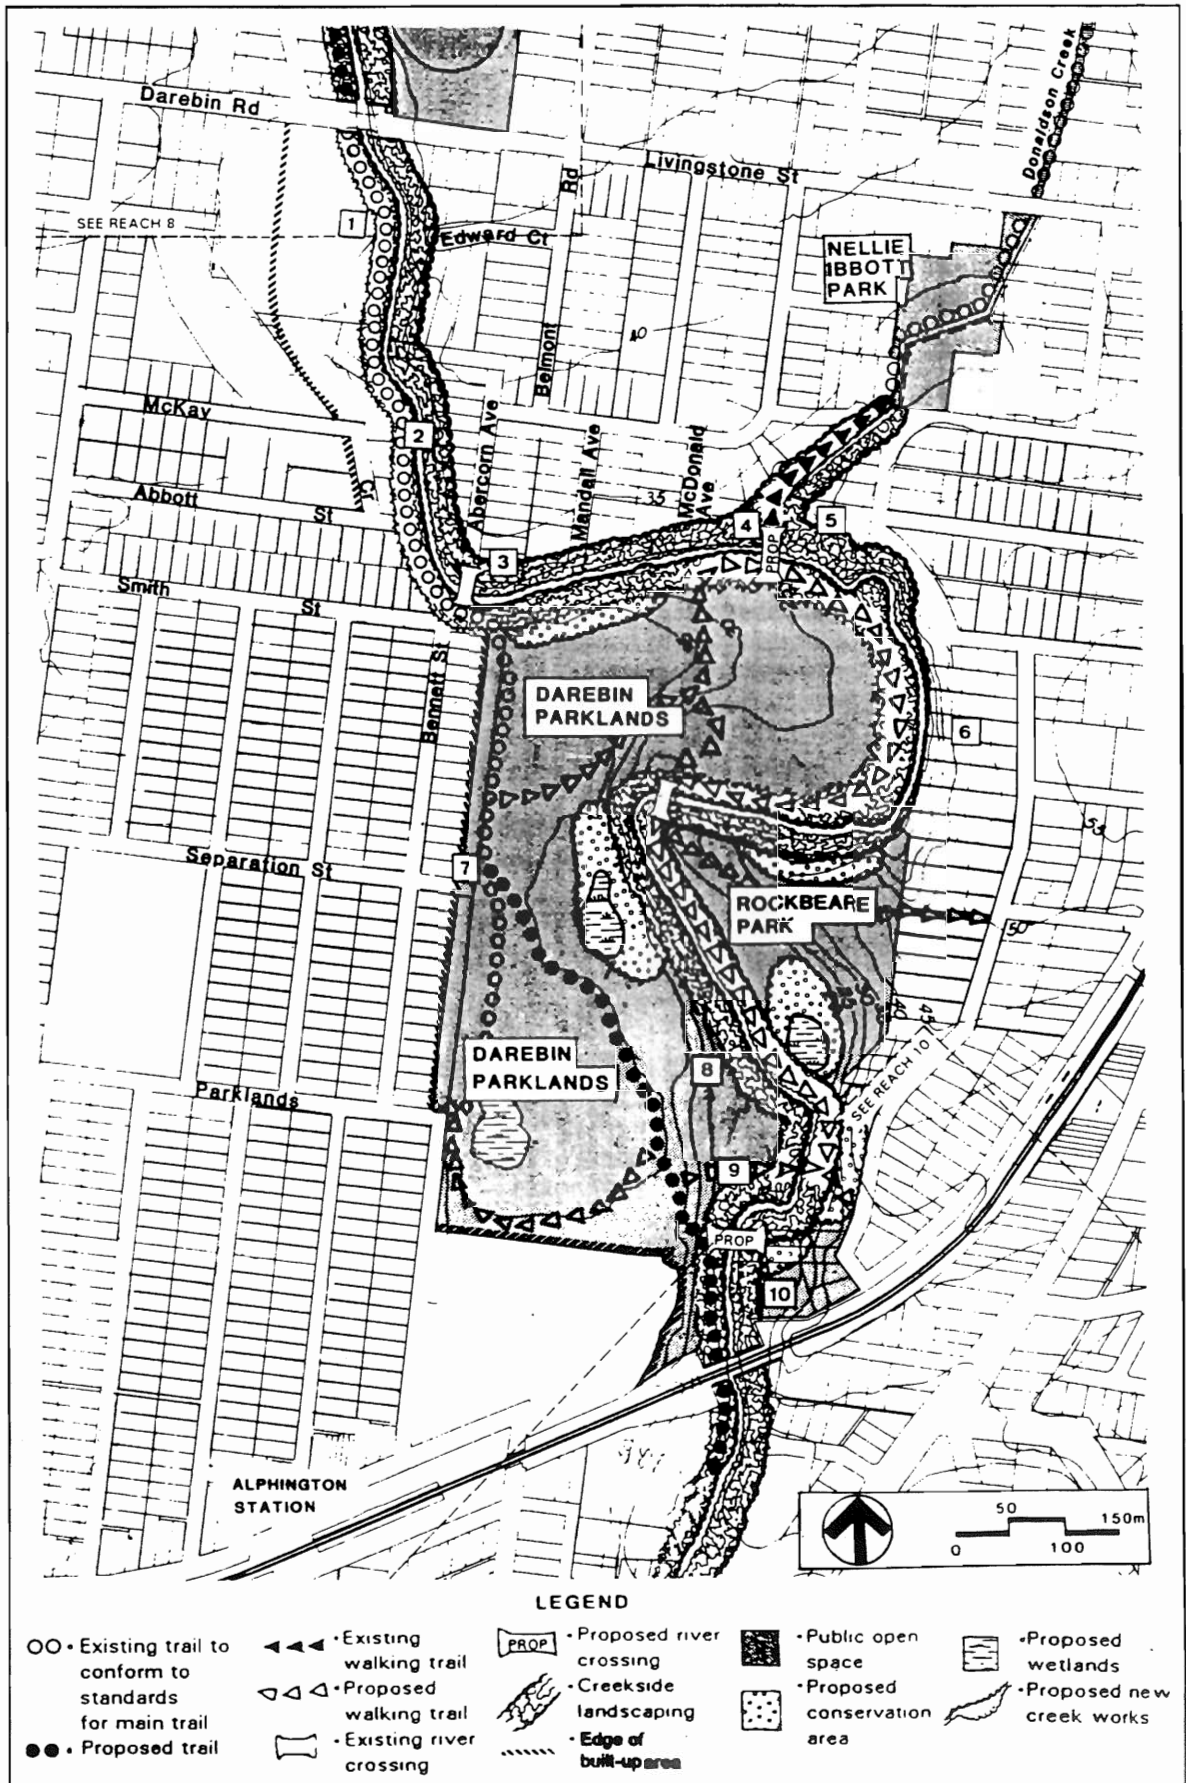 Darebin Rd
Donaldson Creek
Livingstone St
Rd
SEE REACH 8
1
Edward Ct
NELLIE
IBBOTT
PARK
40
Belmont
McKay
2
Abercorn Ave
Mandall Ave
McDonald
Ave
35
Abbott
St
Cr
4
5
PROP
3
Smith
St
Bennett St
DAREBIN
PARKLANDS
6
55
Separation St
7
ROCKBEARE
PARK
50
40
45
DAREBIN
PARKLANDS
8
SEE REACH 10
Parklands
9
PROP
10
ALPHINGTON
STATION
50
150m
0
100
LEGEND
• Existing trail to
conform to
standards
for main trail
• Proposed trail
• Existing
walking trail
• Proposed
walking trail
• Existing river
crossing
PROP
• Proposed river
crossing
• Creekside
landscaping
• Edge of
built-up area
• Public open
space
• Proposed
conservation
area
• Proposed
wetlands
• Proposed new
creek works